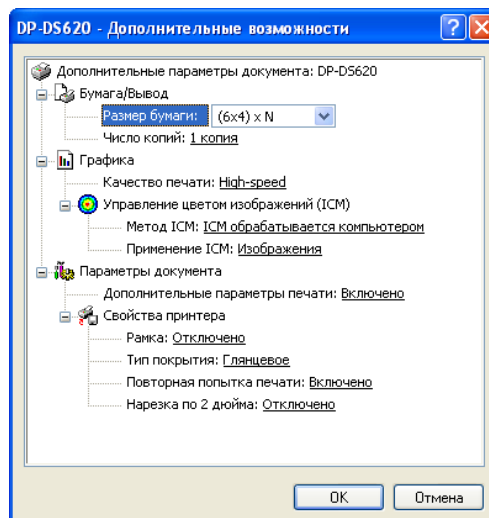 DP-DS620 - Дополнительные возможности
Дополнительные параметры документа: DP-DS620
Бумага/Вывод
Размер бумаги: (6x4) x N
Число копий: 1 копия
Графика
Качество печати: High-speed
Управление цветом изображений (ICM)
Метод ICM: ICM обрабатывается компьютером
Применение ICM: Изображения
Параметры документа
Дополнительные параметры печати: Включено
Свойства принтера
Рамка: Отключено
Тип покрытия: Глянцевое
Повторная попытка печати: Включено
Нарезка по 2 дюйма: Отключено
OK Отмена